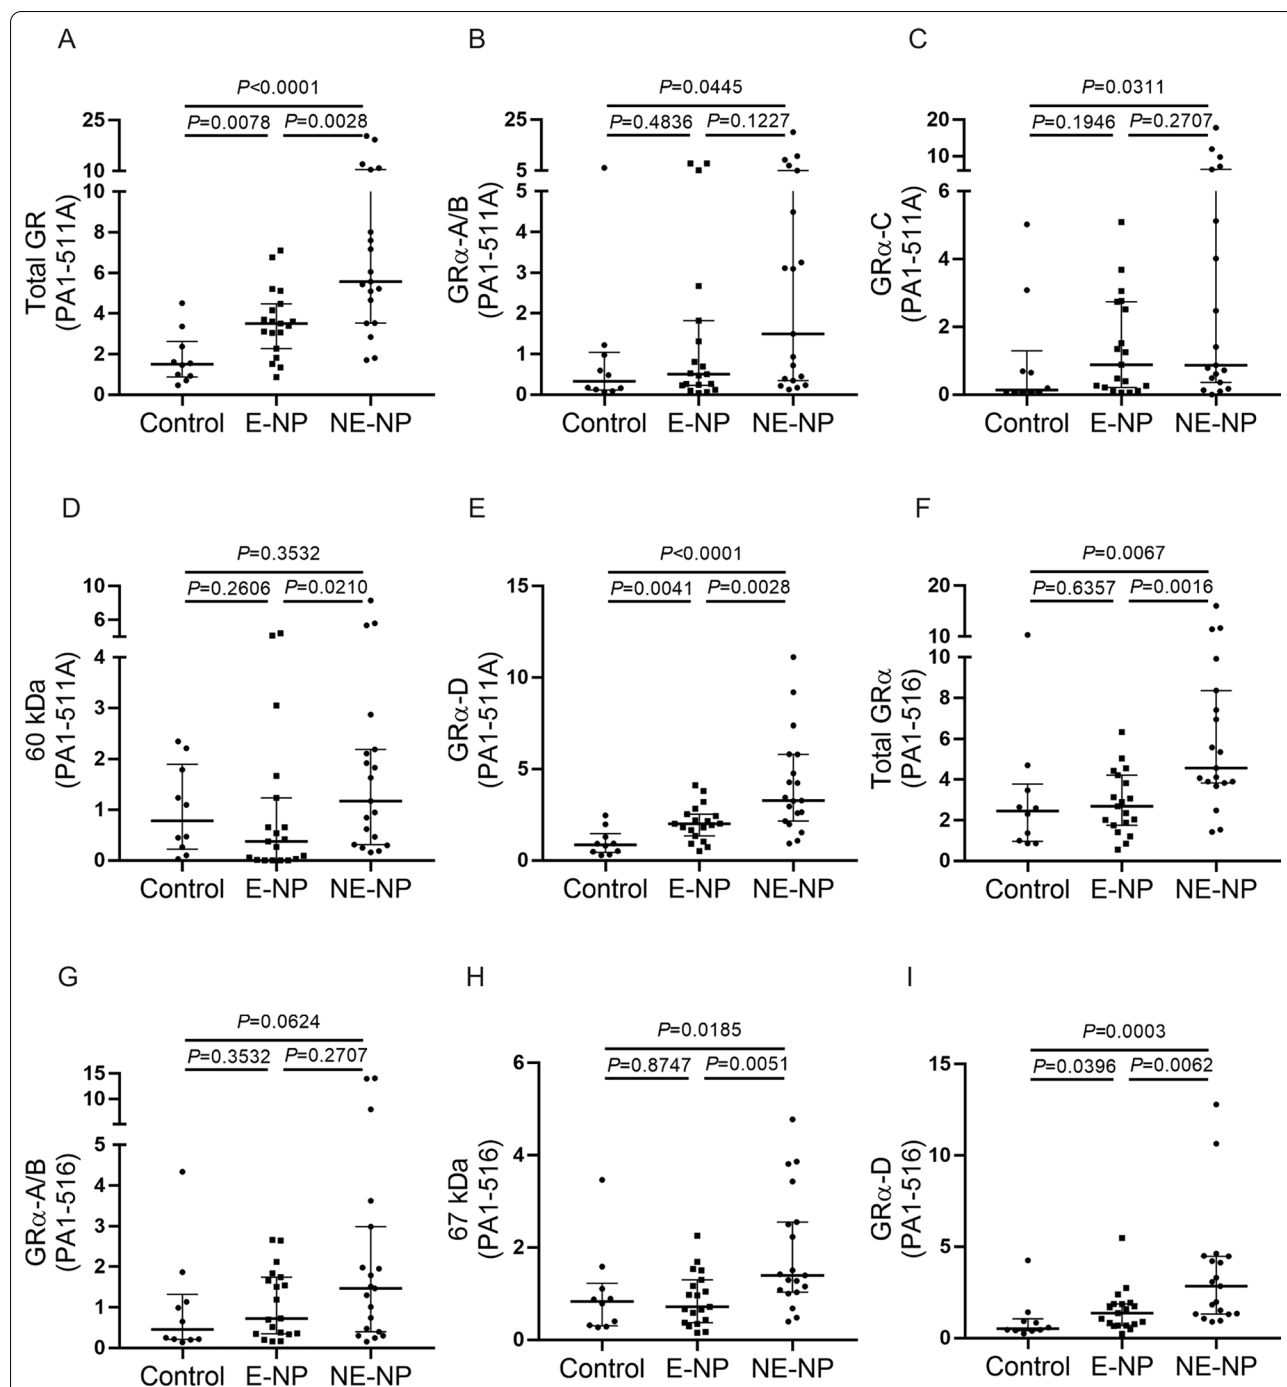 A
P<0.0001
P=0.0078
P=0.0028
25
10
10
8
6
4
2
0
Total GR
(PA1-511A)
Control
E-NP
NE-NP
B
P=0.0445
P=0.4836
P=0.1227
25
5
5
4
3
2
1
0
GRα-A/B
(PA1-511A)
Control
E-NP
NE-NP
C
P=0.0311
P=0.1946
P=0.2707
20
10
6
4
2
0
GRα-C
(PA1-511A)
Control
E-NP
NE-NP
D
P=0.3532
P=0.2606
P=0.0210
10
6
4
3
2
1
0
60 kDa
(PA1-511A)
Control
E-NP
NE-NP
E
P<0.0001
P=0.0041
P=0.0028
15
10
5
0
GRα-D
(PA1-511A)
Control
E-NP
NE-NP
F
P=0.0067
P=0.6357
P=0.0016
20
10
10
8
6
4
2
0
Total GRα
(PA1-516)
Control
E-NP
NE-NP
G
P=0.0624
P=0.3532
P=0.2707
15
10
5
4
3
2
1
0
GRα-A/B
(PA1-516)
Control
E-NP
NE-NP
H
P=0.0185
P=0.8747
P=0.0051
6
4
2
0
67 kDa
(PA1-516)
Control
E-NP
NE-NP
I
P=0.0003
P=0.0396
P=0.0062
15
10
5
0
GRα-D
(PA1-516)
Control
E-NP
NE-NP